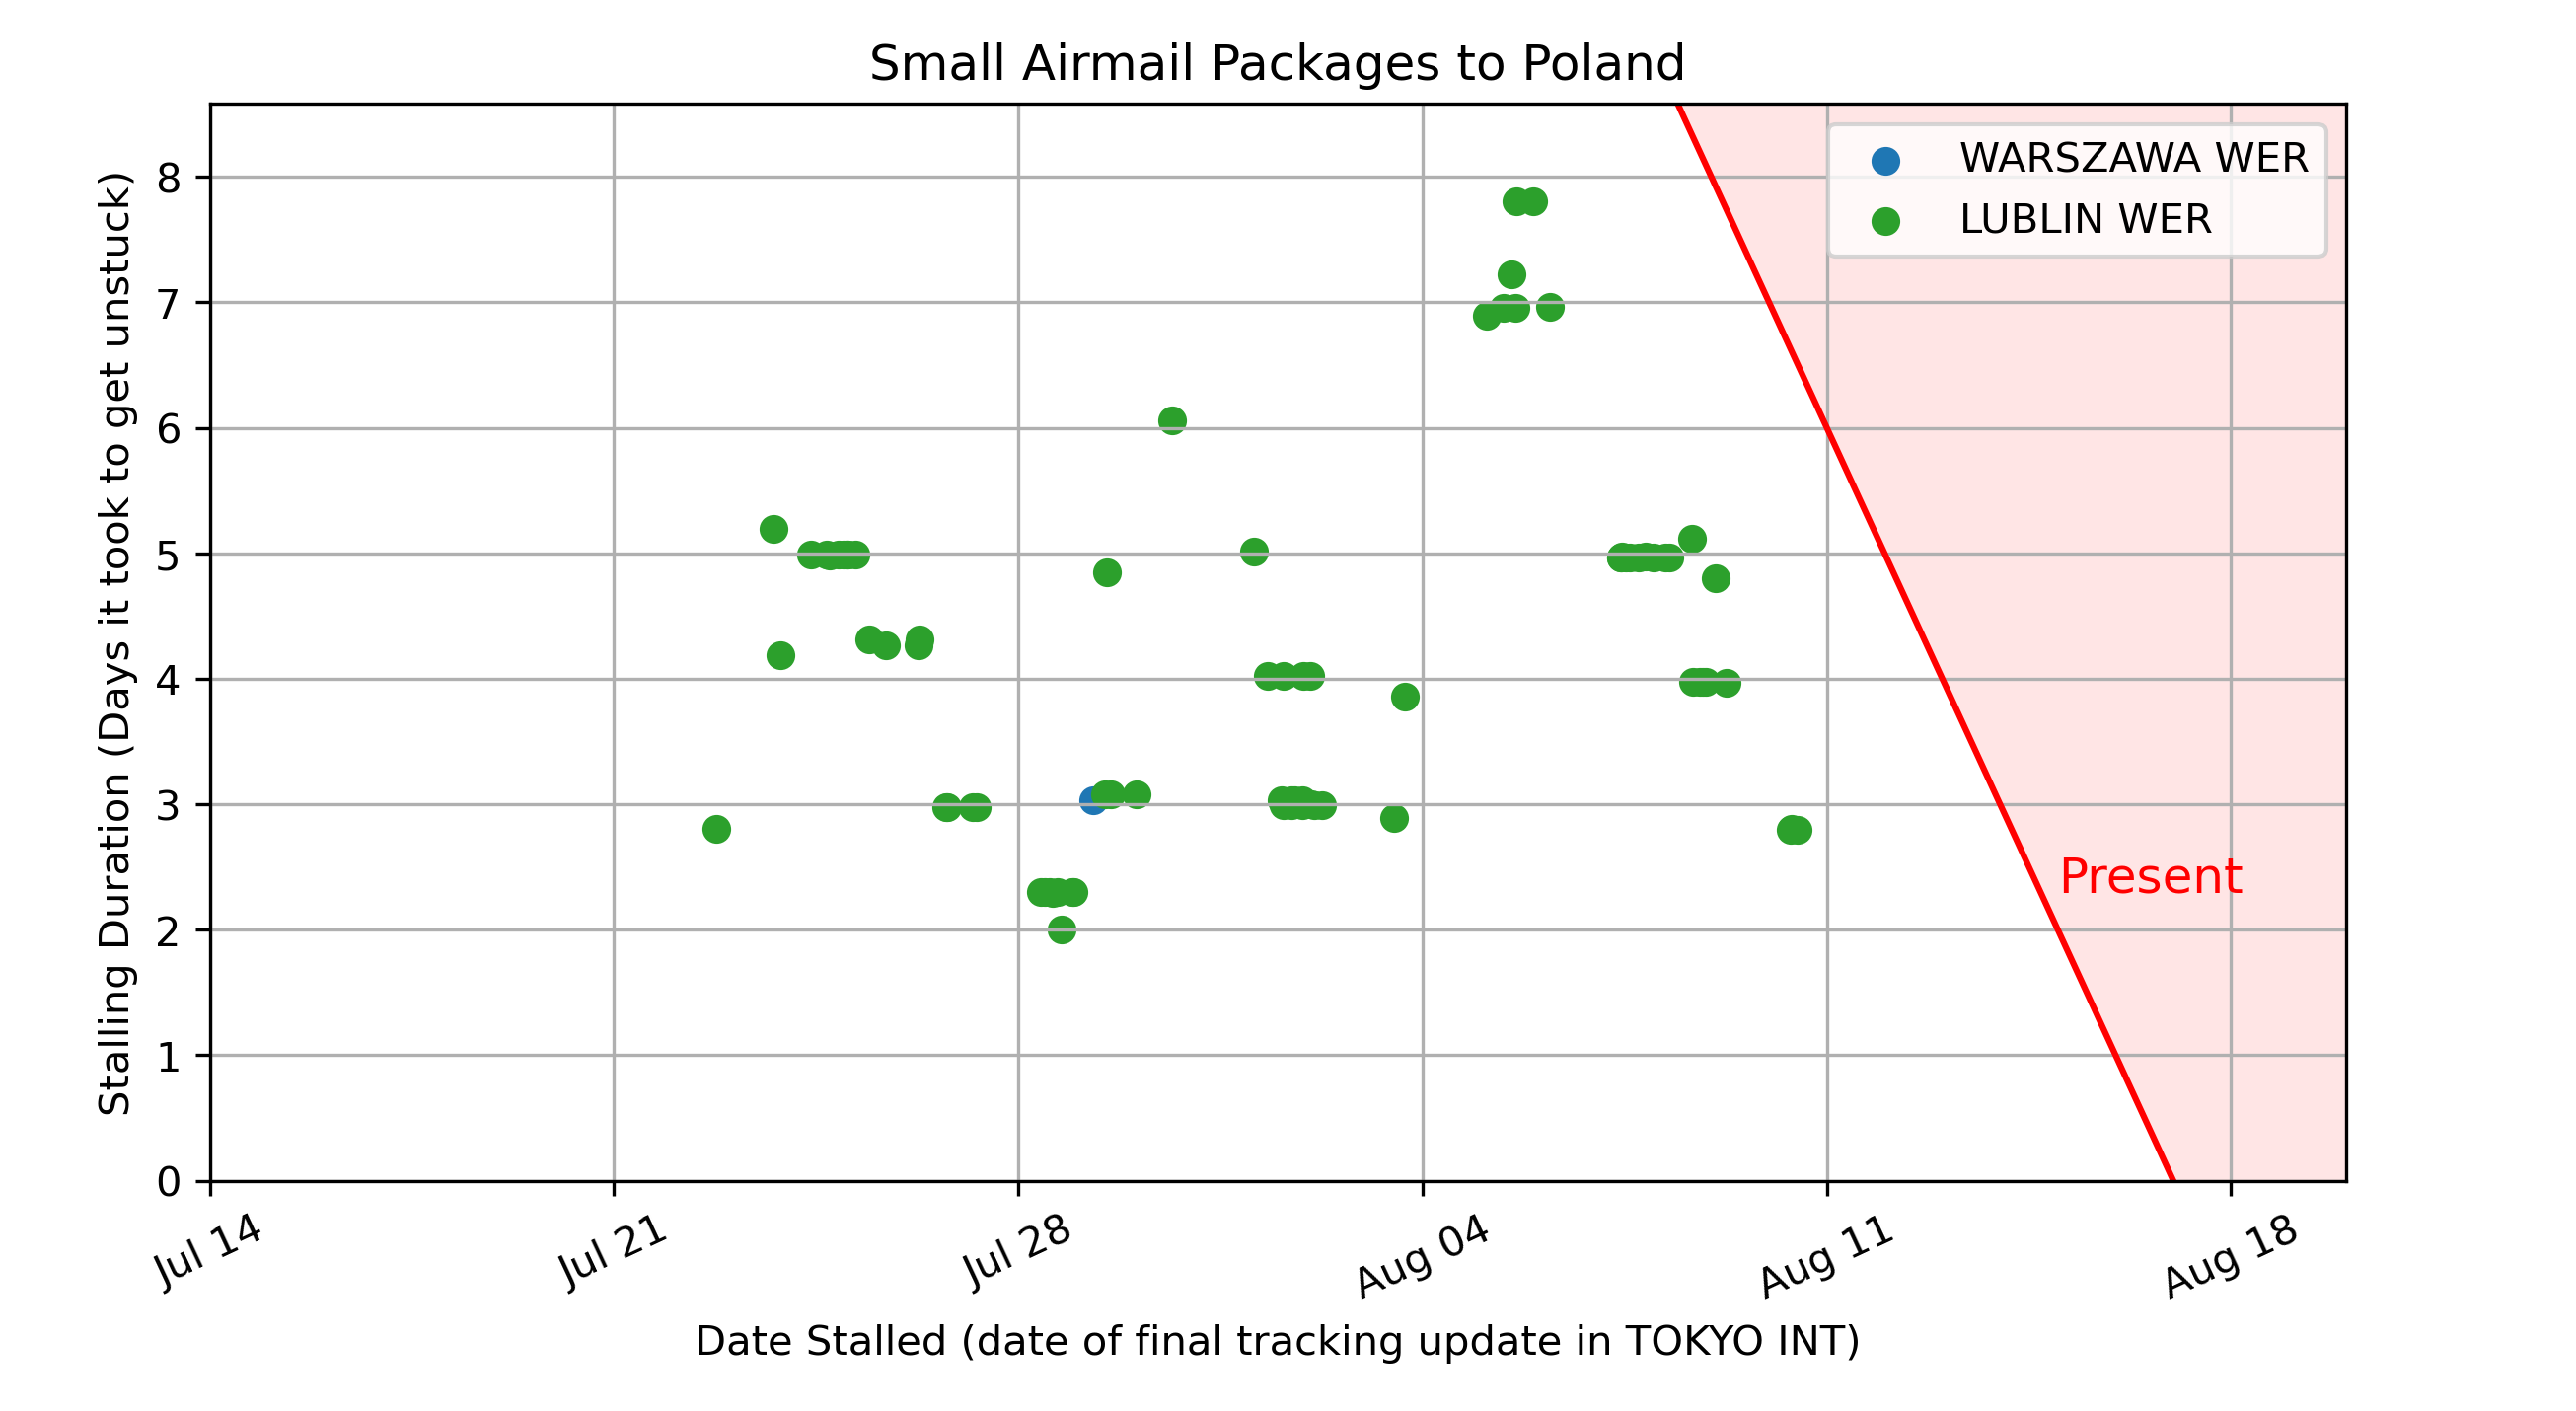 Small Airmail Packages to Poland
WARSZAWA WER
LUBLIN WER
Stalling Duration (Days it took to get unstuck)
8
7
6
5
4
3
2
1
0
Present
Jul 14
Jul 21
Jul 28
Aug 04
Aug 11
Aug 18
Date Stalled (date of final tracking update in TOKYO INT)